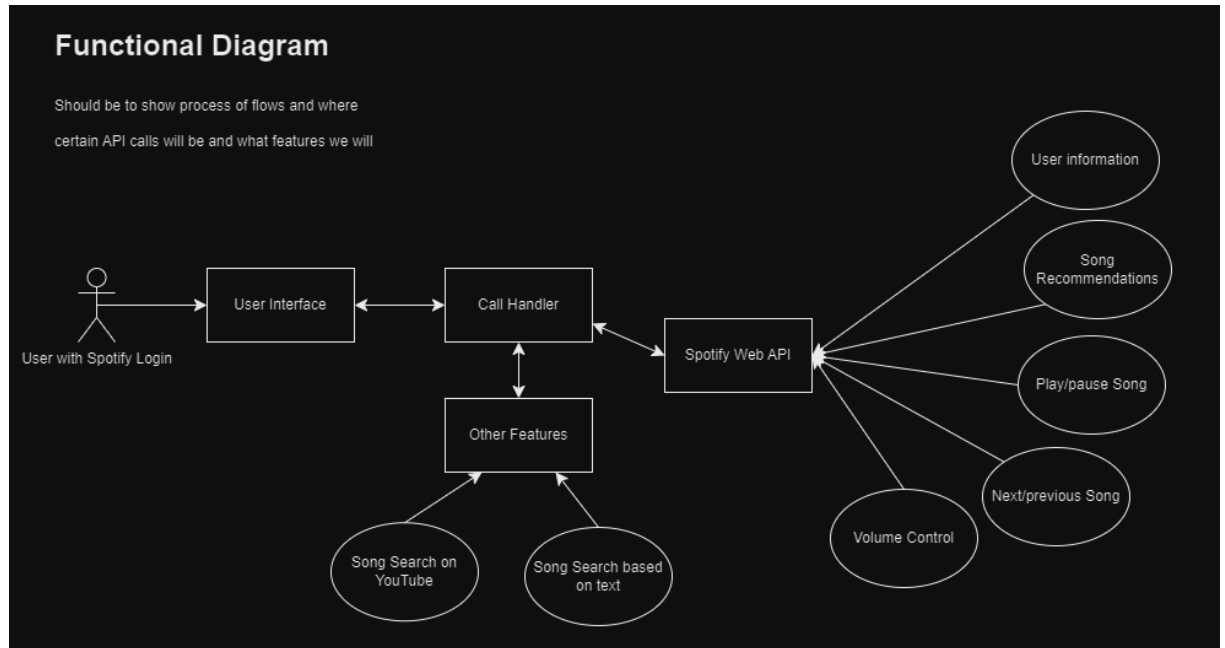 Functional Diagram
Should be to show process of flows and where
certain API calls will be and what features we will
User information
Song
Recommendations
User Interface
Call Handler
Spotify Web API
User with Spotify Login
Play/pause Song
Other Features
Next/previous Song
Volume Control
Song Search on
YouTube
Song Search based
on text